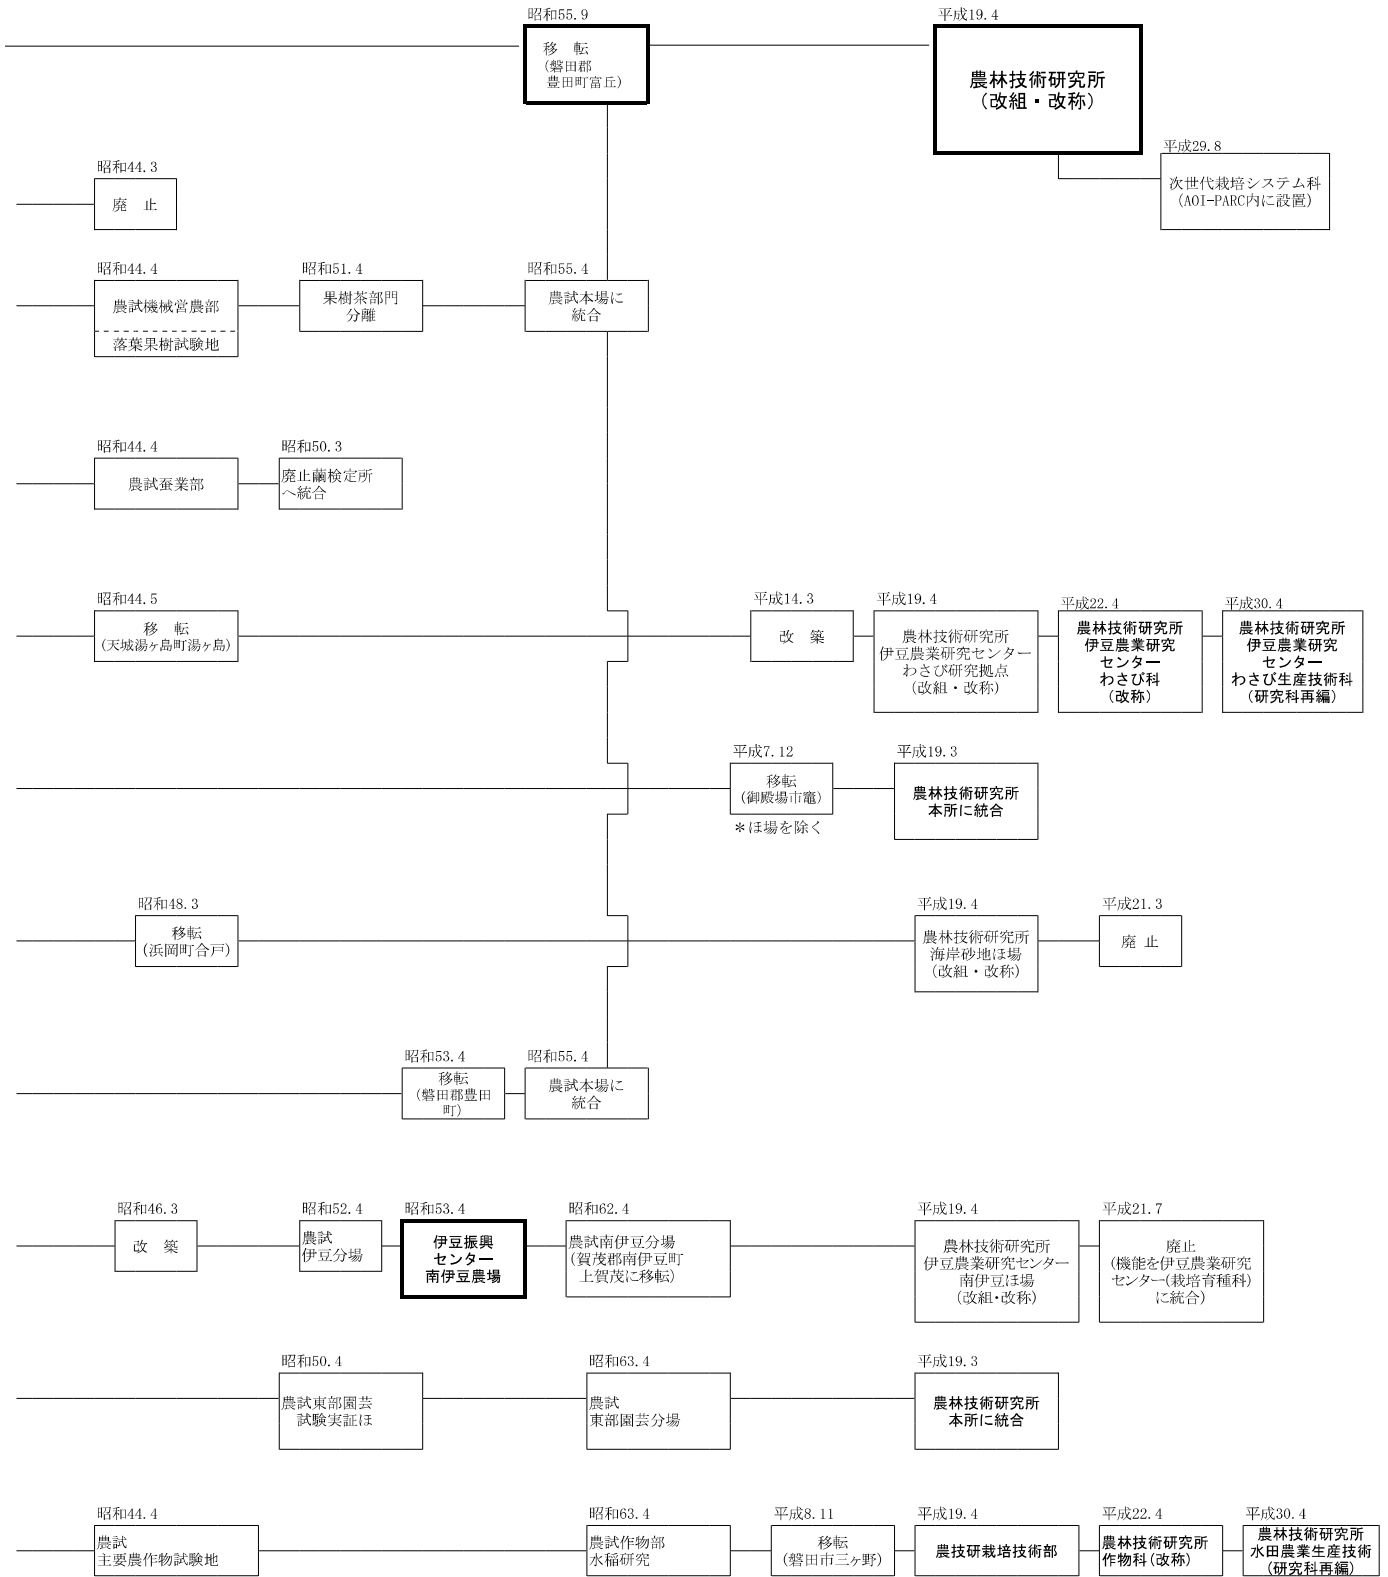 昭和55.9
移　転
(磐田郡
豊田町富丘)
平成19.4
農林技術研究所
(改組・改称)
平成29.8
次世代栽培システム科
(AOI-PARC内に設置)
昭和44.3
廃　止
昭和44.4
農試機械営農部
落葉果樹試験地
昭和51.4
果樹茶部門
分離
昭和55.4
農試本場に
統合
昭和44.4
農試蚕業部
昭和50.3
廃止繭検定所
へ統合
昭和44.5
移　転
(天城湯ヶ島町湯ヶ島)
平成14.3
改　築
平成19.4
農林技術研究所
伊豆農業研究センター
わさび研究拠点
(改組・改称)
平成22.4
農林技術研究所
伊豆農業研究
センター
わさび科
(改称)
平成30.4
農林技術研究所
伊豆農業研究
センター
わさび生産技術科
(研究科再編)
平成7.12
移転
(御殿場市竈)
＊ほ場を除く
平成19.3
農林技術研究所
本所に統合
昭和48.3
移転
(浜岡町合戸)
平成19.4
農林技術研究所
海岸砂地ほ場
(改組・改称)
平成21.3
廃 止
昭和53.4
移転
(磐田郡豊田
町)
昭和55.4
農試本場に
統合
昭和46.3
改　築
昭和52.4
農試
伊豆分場
昭和53.4
伊豆振興
センター
南伊豆農場
昭和62.4
農試南伊豆分場
(賀茂郡南伊豆町
上賀茂に移転)
平成19.4
農林技術研究所
伊豆農業研究センター
南伊豆ほ場
(改組・改称)
平成21.7
廃止
(機能を伊豆農業研究
センター(栽培育種科)
に統合)
昭和50.4
農試東部園芸
試験実証ほ
昭和63.4
農試
東部園芸分場
平成19.3
農林技術研究所
本所に統合
昭和44.4
農試
主要農作物試験地
昭和63.4
農試作物部
水稲研究
平成8.11
移転
(磐田市三ヶ野)
平成19.4
農技研栽培技術部
平成22.4
農林技術研究所
作物科(改称)
平成30.4
農林技術研究所
水田農業生産技術
(研究科再編)